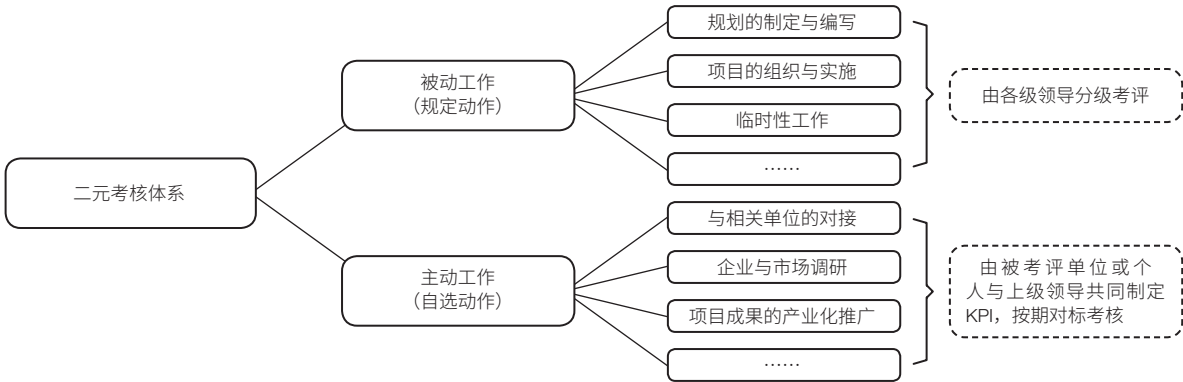 二元考核体系
被动工作
（规定动作）
规划的制定与编写
项目的组织与实施
临时性工作
……
由各级领导分级考评
主动工作
（自选动作）
与相关单位的对接
企业与市场调研
项目成果的产业化推广
……
由被考评单位或个
人与上级领导共同制定
KPI，按期对标考核